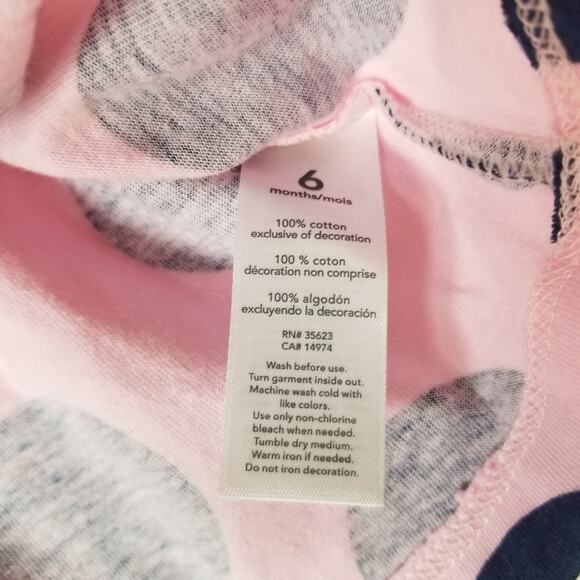 6
months/mois
100% cotton
exclusive of decoration
100 % coton
décoration non comprise
100% algodón
excluyendo la decoración
RN# 35623
CA# 14974
Wash before use.
Turn garment inside out.
Machine wash cold with
like colors.
Use only non-chlorine
bleach when needed.
Tumble dry medium.
Warm iron if needed.
Do not iron decoration.